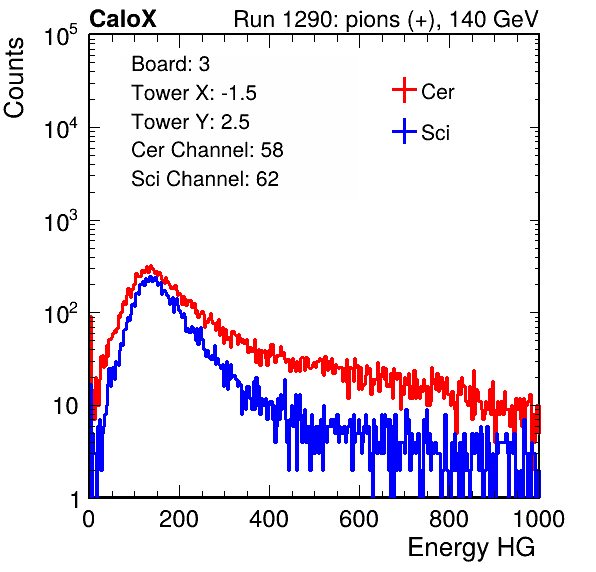 CaloX Run 1290: pions (+), 140 GeV
Counts
10^5
10^4
10^3
10^2
10
1
Board: 3
Tower X: -1.5
Tower Y: 2.5
Cer Channel: 58
Sci Channel: 62
Cer
Sci
0 200 400 600 800 1000
Energy HG